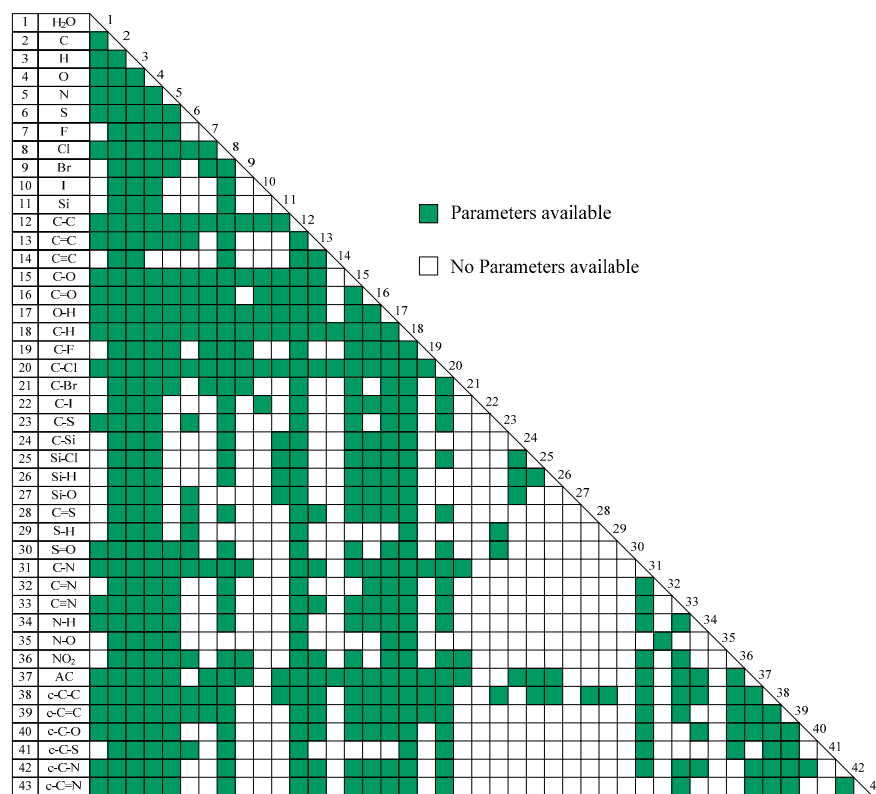 1 H₂O 1
2 C 2
3 H 3
4 O 4
5 N 5
6 S 6
7 F 7
8 Cl 8
9 Br 9
10 I 10
11 Si 11
12 C-C 12
13 C=C 13
14 C≡C 14
15 C-O 15
16 C=O 16
17 O-H 17
18 C-H 18
19 C-F 19
20 C-Cl 20
21 C-Br 21
22 C-I 22
23 C-S 23
24 C-Si 24
25 Si-Cl 25
26 Si-H 26
27 Si-O 27
28 C=S 28
29 S-H 29
30 S=O 30
31 C-N 31
32 C=N 32
33 C≡N 33
34 N-H 34
35 N-O 35
36 NO₂ 36
37 AC 37
38 c-C-C 38
39 c-C=C 39
40 c-C-O 40
41 c-C-S 41
42 c-C-N 42
43 c-C=N
Parameters available
No Parameters available